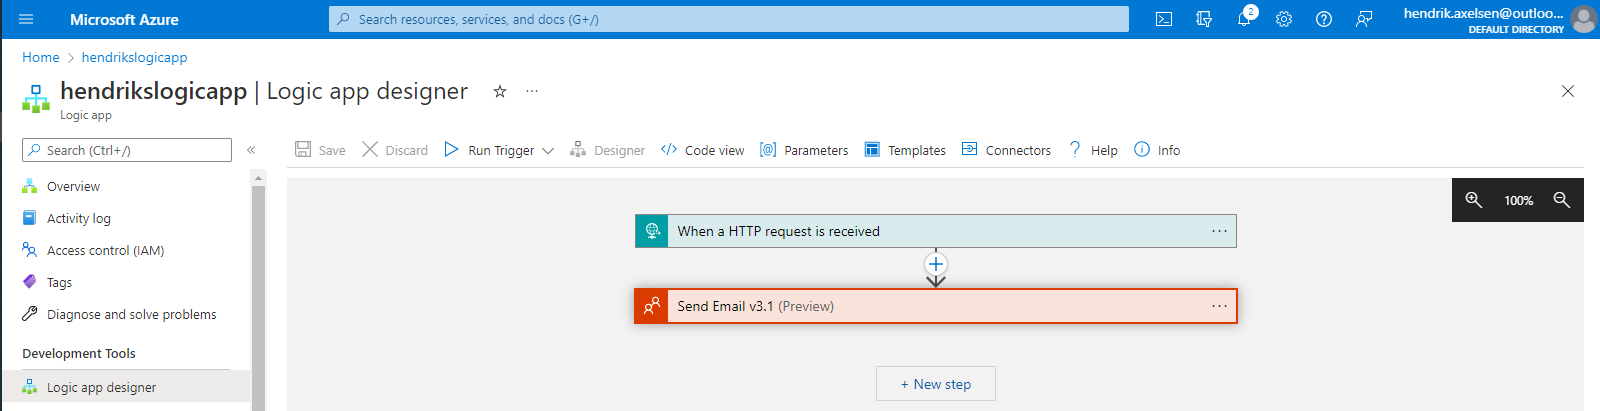 Microsoft Azure
Search resources, services, and docs (G+/)
2
hendrik.axelsen@outloo...
DEFAULT DIRECTORY
Home > hendrikslogicapp
hendrikslogicapp | Logic app designer ...
Logic app
Search (Ctrl+/)
«
Save Discard Run Trigger Designer </> Code view [@] Parameters Templates Connectors ? Help Info
Overview
Activity log
Access control (IAM)
Tags
Diagnose and solve problems
Development Tools
Logic app designer
100%
When a HTTP request is received ...
Send Email v3.1 (Preview) ...
+ New step